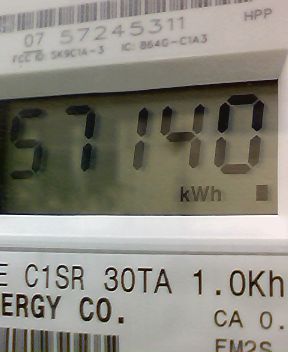 HPP
07 57245311
FCC ID: SK9C1A-3 IC: 864G-C1A3
57140
kWh
E C1SR 30TA 1.0Kh
ERGY CO.
CA 0.
EM2S